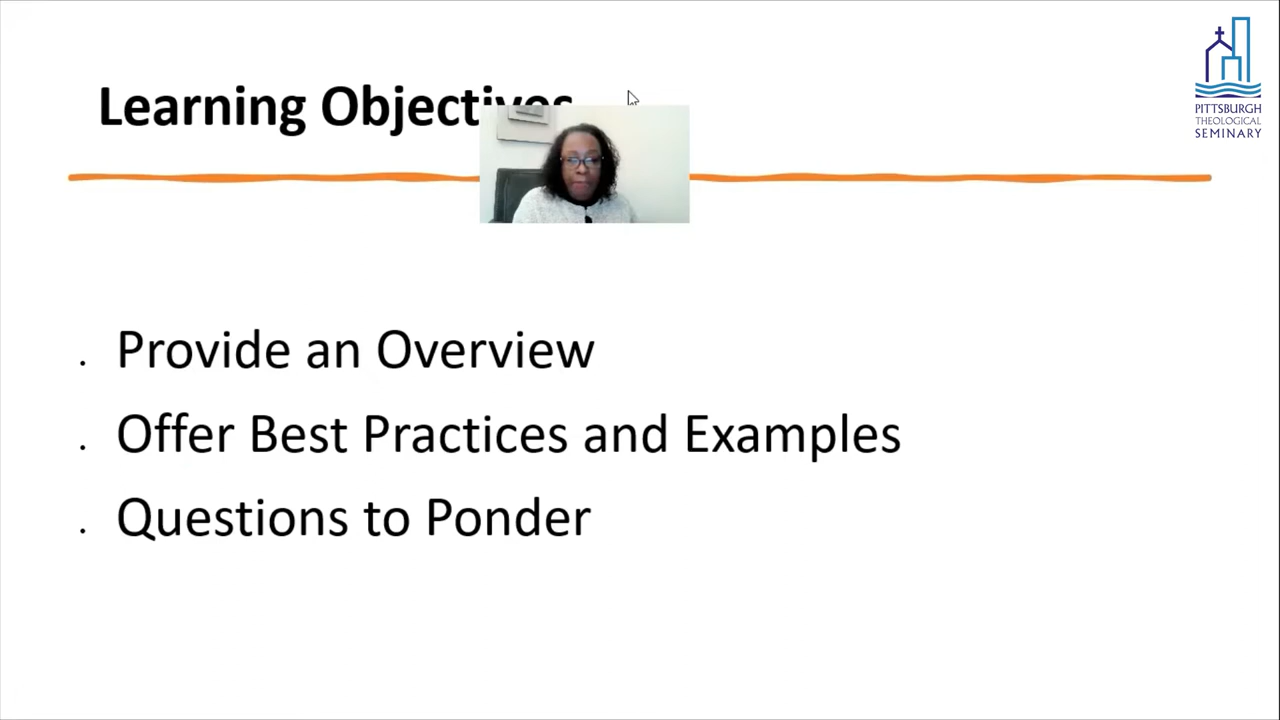 Learning Objectives
PITTSBURGH
THEOLOGICAL
SEMINARY
. Provide an Overview
. Offer Best Practices and Examples
. Questions to Ponder